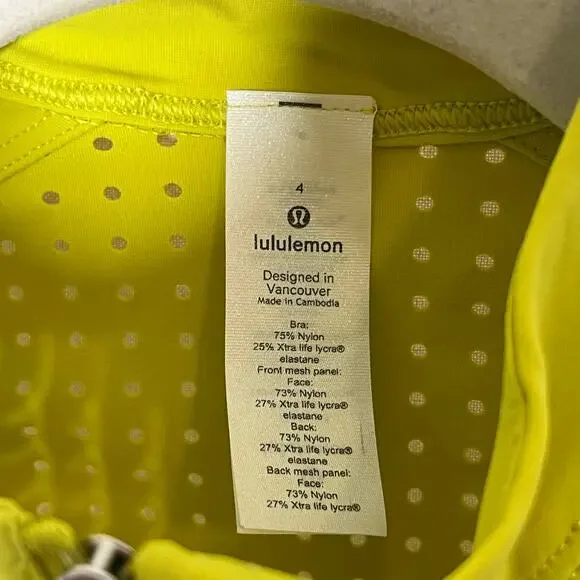 4
lululemon
Designed in
Vancouver
Made in Cambodia
Bra:
75% Nylon
25% Xtra life lycra®
elastane
Front mesh panel:
Face:
73% Nylon
27% Xtra life lycra®
elastane
Back:
73% Nylon
27% Xtra life lycra®
elastane
Back mesh panel:
Face:
73% Nylon
27% Xtra life lycra®